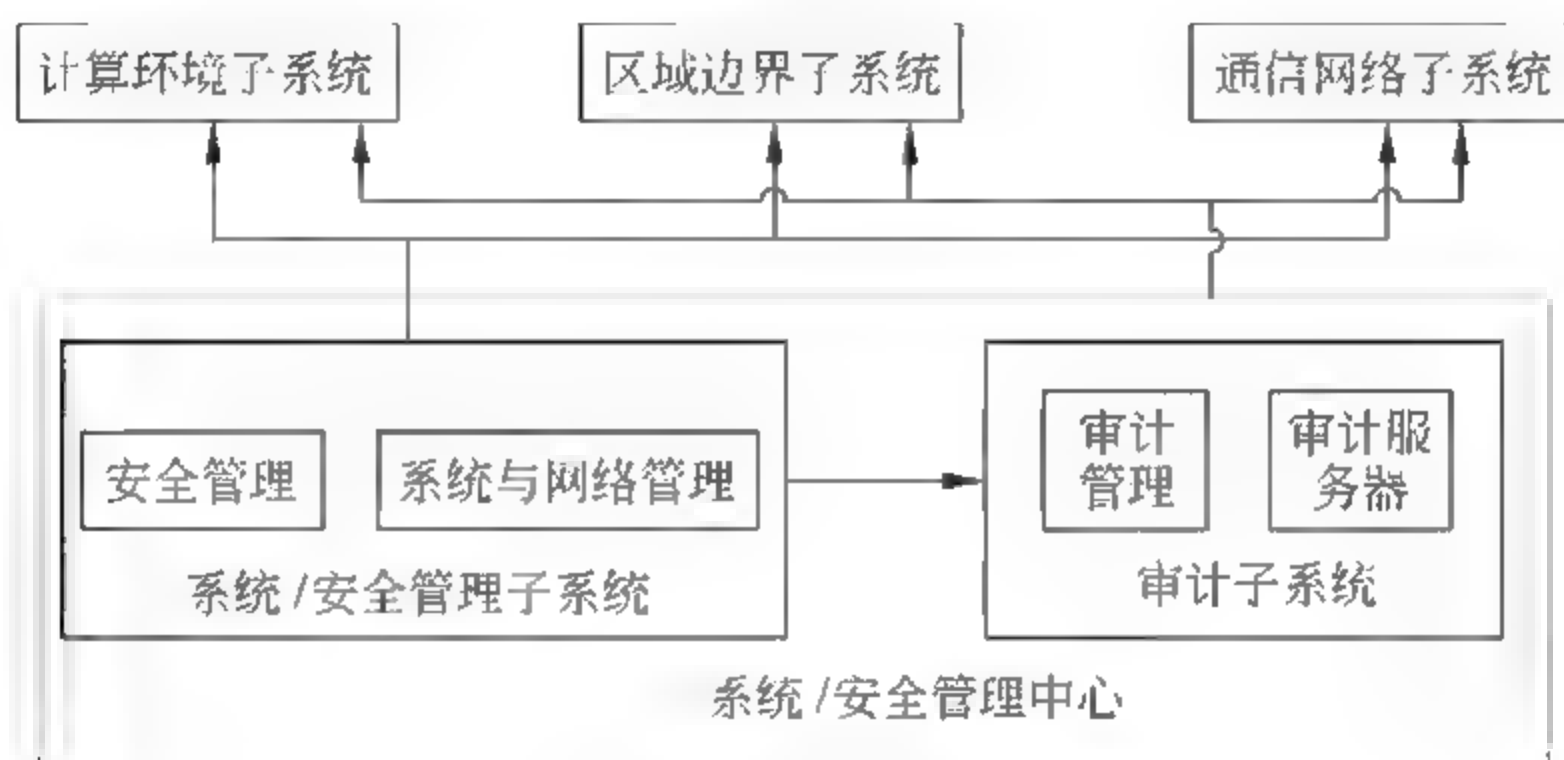 计算环境子系统
区域边界子系统
通信网络子系统
安全管理
系统与网络管理
系统/安全管理子系统
审计
管理
审计服
务器
审计子系统
系统/安全管理中心